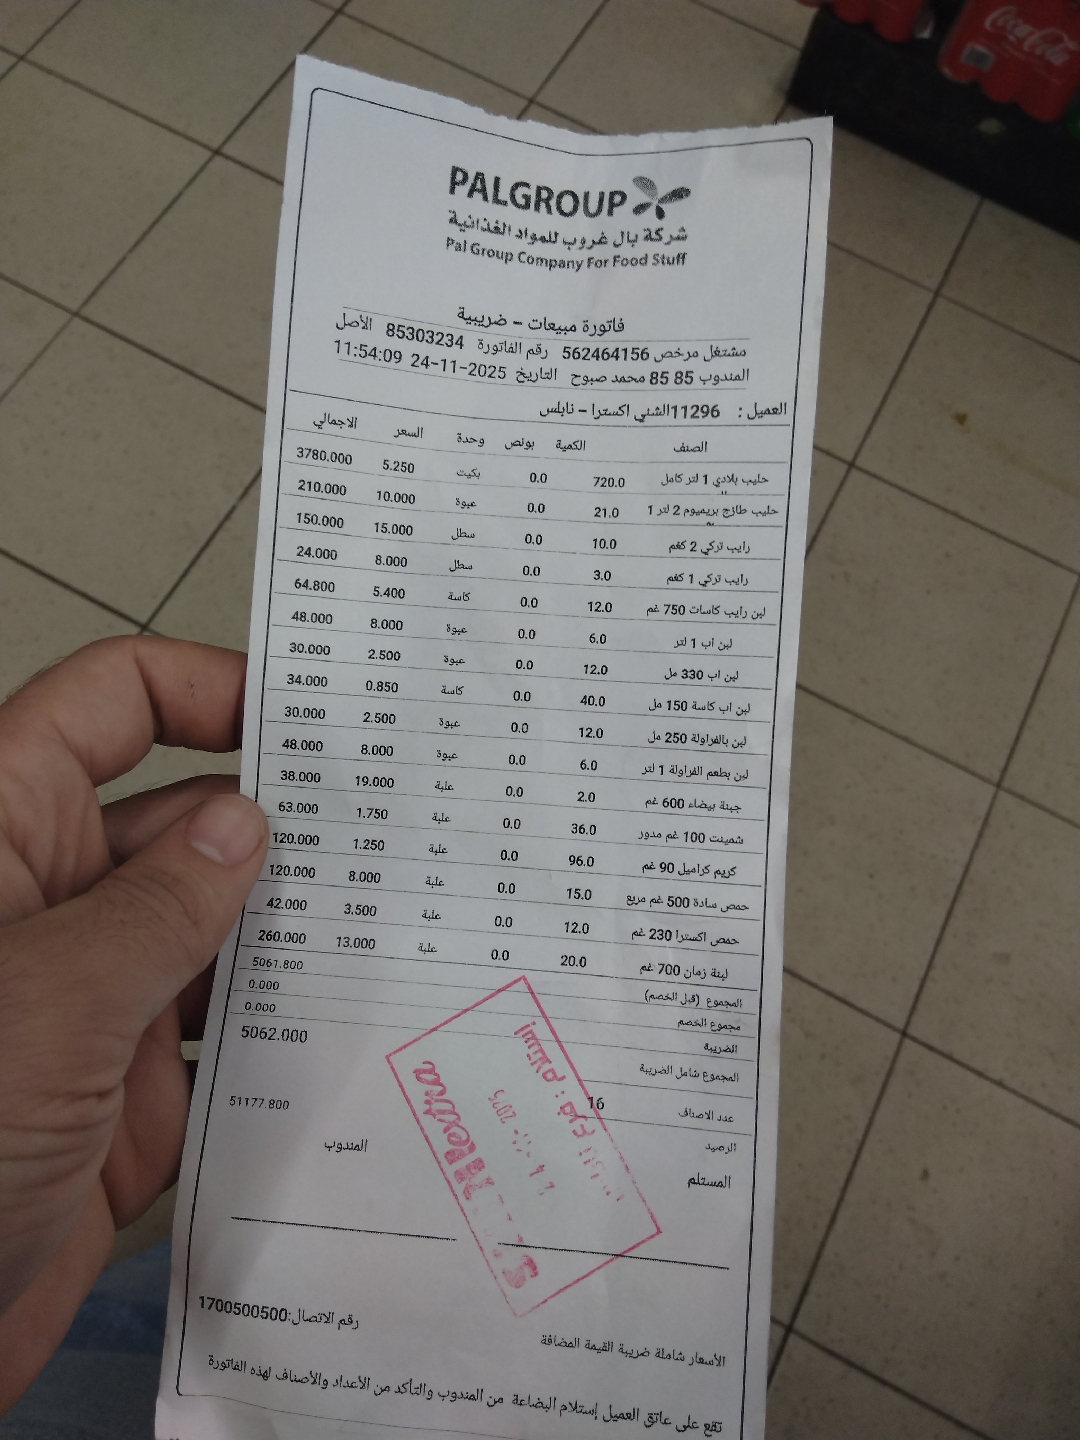 Coca-Cola
PALGROUP
شركة بال غروب للمواد الغذائية
Pal Group Company For Food Stuff
فاتورة مبيعات - ضريبية
مشتغل مرخص 562464156 رقم الفاتورة 85303234 الأصل
المندوب 85 85 محمد صبوح التاريخ 2025-11-24 11:54:09
العميل : 11296الشني اكسترا - نابلس
الصنف الكمية بونص وحدة السعر الاجمالي
حليب بلادي 1 لتر كامل 720.0 0.0 بكيت 5.250 3780.000
حليب طازج بريميوم 2 لتر 1 21.0 0.0 عبوة 10.000 210.000
رايب تركي 2 كغم 10.0 0.0 سطل 15.000 150.000
رايب تركي 1 كغم 3.0 0.0 سطل 8.000 24.000
لبن رايب كاسات 750 غم 12.0 0.0 كاسة 5.400 64.800
لبن اب 1 لتر 6.0 0.0 عبوة 8.000 48.000
لبن اب 330 مل 12.0 0.0 عبوة 2.500 30.000
لبن اب كاسة 150 مل 40.0 0.0 كاسة 0.850 34.000
لبن بالفراولة 250 مل 12.0 0.0 عبوة 2.500 30.000
لبن بطعم الفراولة 1 لتر 6.0 0.0 عبوة 8.000 48.000
جبنة بيضاء 600 غم 2.0 0.0 علبة 19.000 38.000
شمينت 100 غم مدور 36.0 0.0 علبة 1.750 63.000
كريم كراميل 90 غم 96.0 0.0 علبة 1.250 120.000
حمص سادة 500 غم مربع 15.0 0.0 علبة 8.000 120.000
حمص اكسترا 230 غم 12.0 0.0 علبة 3.500 42.000
لبنة زمان 700 غم 20.0 0.0 علبة 13.000 260.000
المجموع (قبل الخصم) 5061.800
مجموع الخصم 0.000
الضريبة 0.000
المجموع شامل الضريبة 5062.000
عدد الاصناف 16
الرصيد 51177.800
المستلم المندوب
إستلام : فرع
2025
extra
رقم الاتصال:1700500500
الأسعار شاملة ضريبة القيمة المضافة
تقع على عاتق العميل إستلام البضاعة من المندوب والتأكد من الأعداد والأصناف لهذه الفاتورة